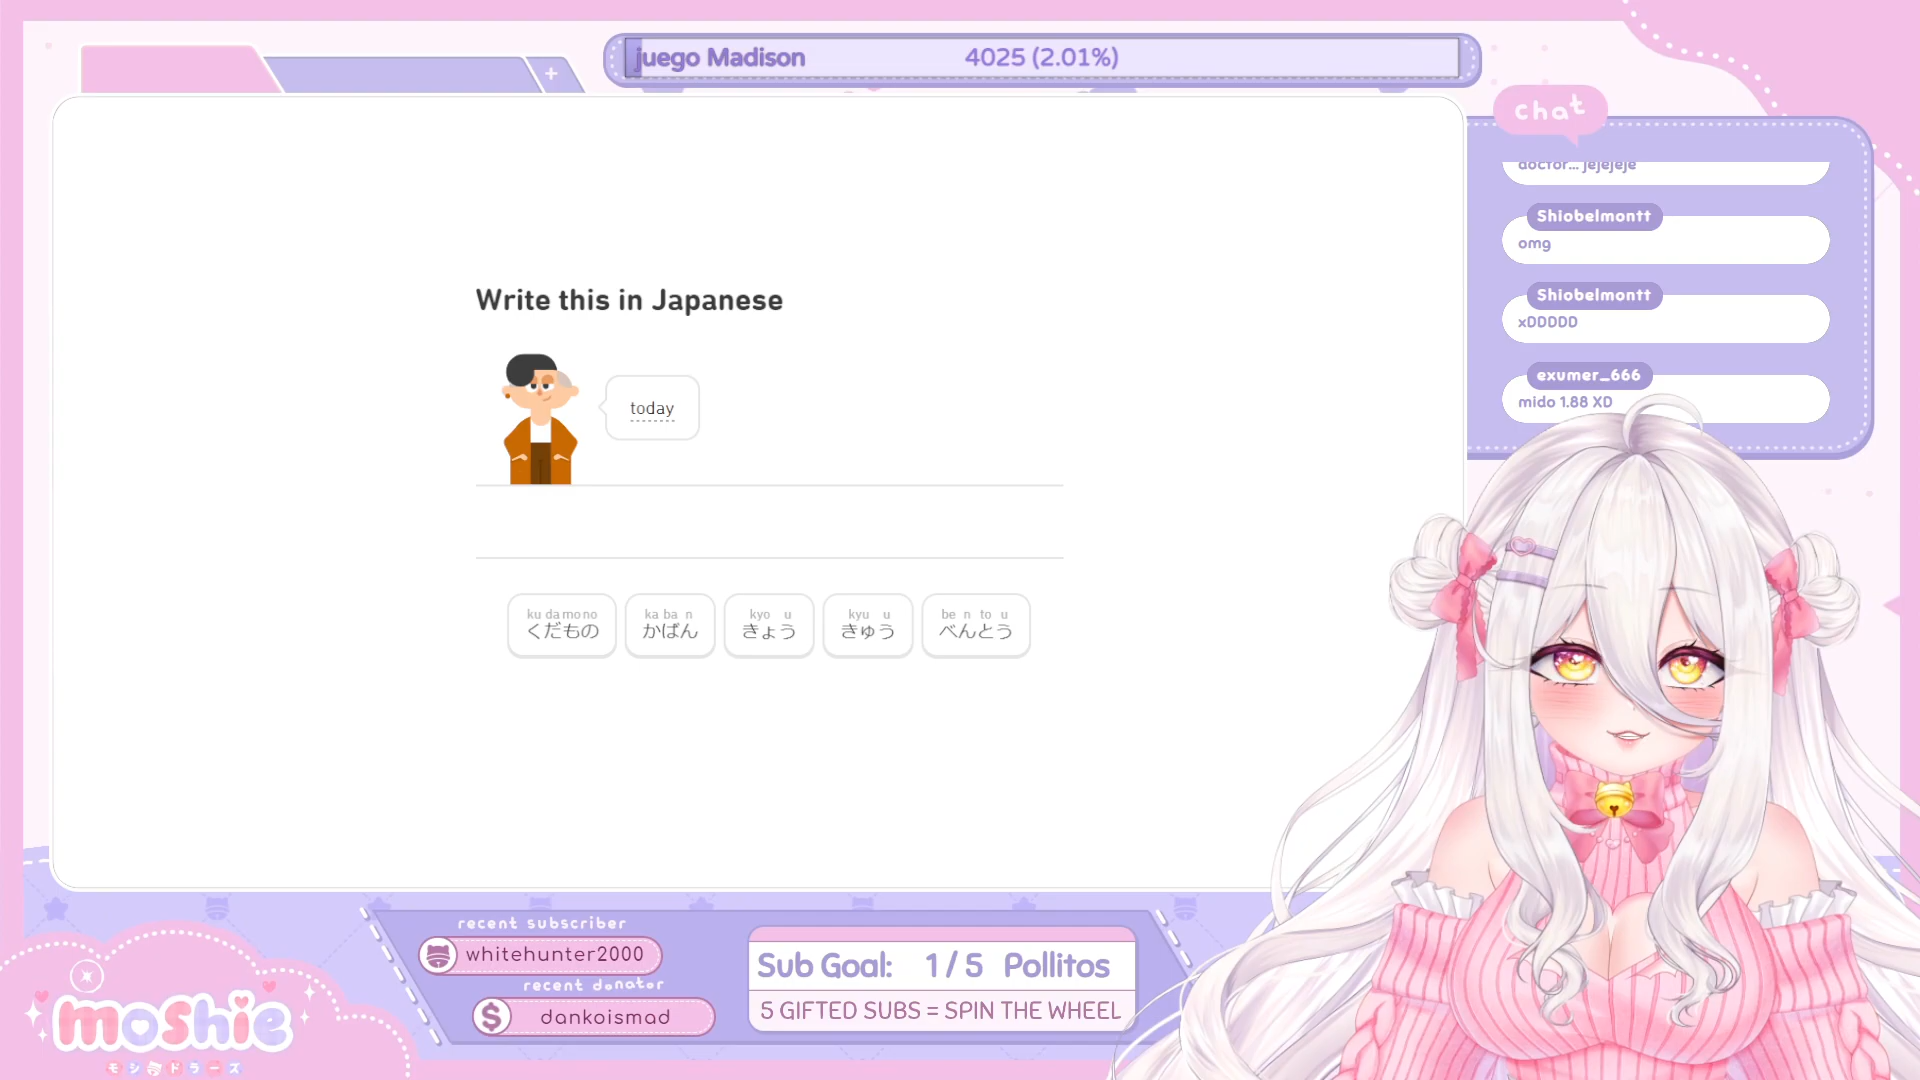 juego Madison 4025 (2.01%)
+
chat
doctor... jejejeje
Shiobelmontt
omg
Shiobelmontt
xDDDDD
exumer_666
mido 1.88 XD
Write this in Japanese
today
ku da mo no
くだもの
ka ba n
かばん
kyo u
きょう
kyu u
きゅう
be n to u
べんとう
recent subscriber
whitehunter2000
recent donator
$ dankoismad
Sub Goal: 1 / 5 Pollitos
5 GIFTED SUBS = SPIN THE WHEEL
moshie